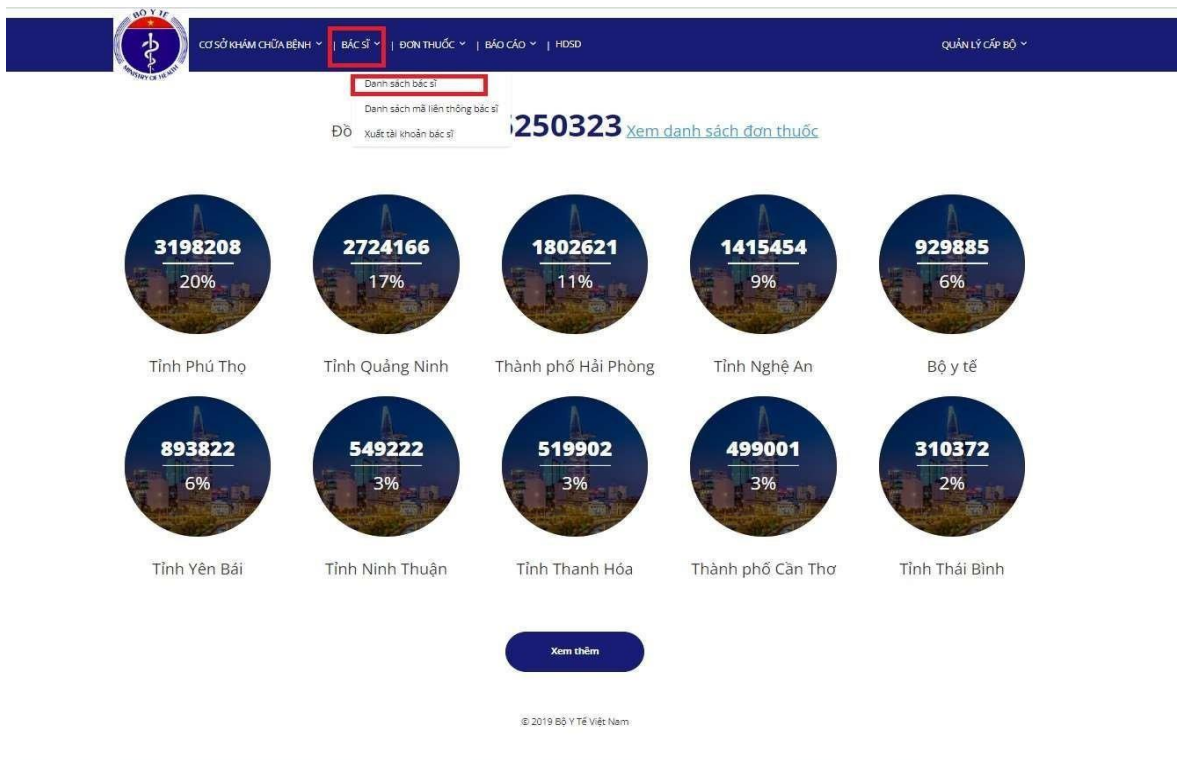 BỘ Y TẾ
MINISTRY OF HEALTH
CƠ SỞ KHÁM CHỮA BỆNH | BÁC SĨ | ĐƠN THUỐC | BÁO CÁO | HDSD QUẢN LÝ CẤP BỘ
Danh sách bác sĩ
Danh sách mã liên thông bác sĩ
Xuất tài khoản bác sĩ
250323 Xem danh sách đơn thuốc
3198208 2724166 1802621 1415454 929885
20% 17% 11% 9% 6%
Tỉnh Phú Thọ Tỉnh Quảng Ninh Thành phố Hải Phòng Tỉnh Nghệ An Bộ y tế
893822 549222 519902 499001 310372
6% 3% 3% 3% 2%
Tỉnh Yên Bái Tỉnh Ninh Thuận Tỉnh Thanh Hóa Thành phố Cần Thơ Tỉnh Thái Bình
Xem thêm
© 2019 Bộ Y Tế Việt Nam